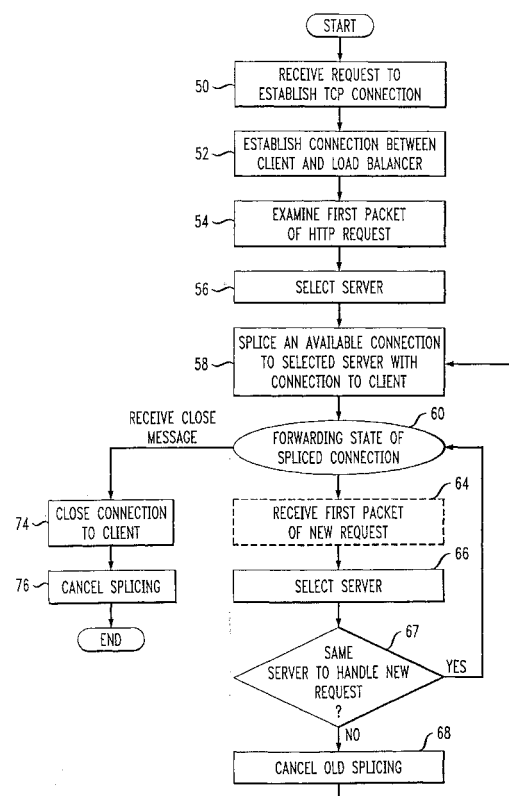 START
50
RECEIVE REQUEST TO
ESTABLISH TCP CONNECTION
52
ESTABLISH CONNECTION BETWEEN
CLIENT AND LOAD BALANCER
54
EXAMINE FIRST PACKET
OF HTTP REQUEST
56
SELECT SERVER
58
SPLICE AN AVAILABLE CONNECTION
TO SELECTED SERVER WITH
CONNECTION TO CLIENT
60
RECEIVE CLOSE
MESSAGE
FORWARDING STATE OF
SPLICED CONNECTION
64
RECEIVE FIRST PACKET
OF NEW REQUEST
74
CLOSE CONNECTION
TO CLIENT
66
SELECT SERVER
76
CANCEL SPLICING
END
67
SAME
SERVER TO HANDLE NEW
REQUEST
?
YES
NO
68
CANCEL OLD SPLICING